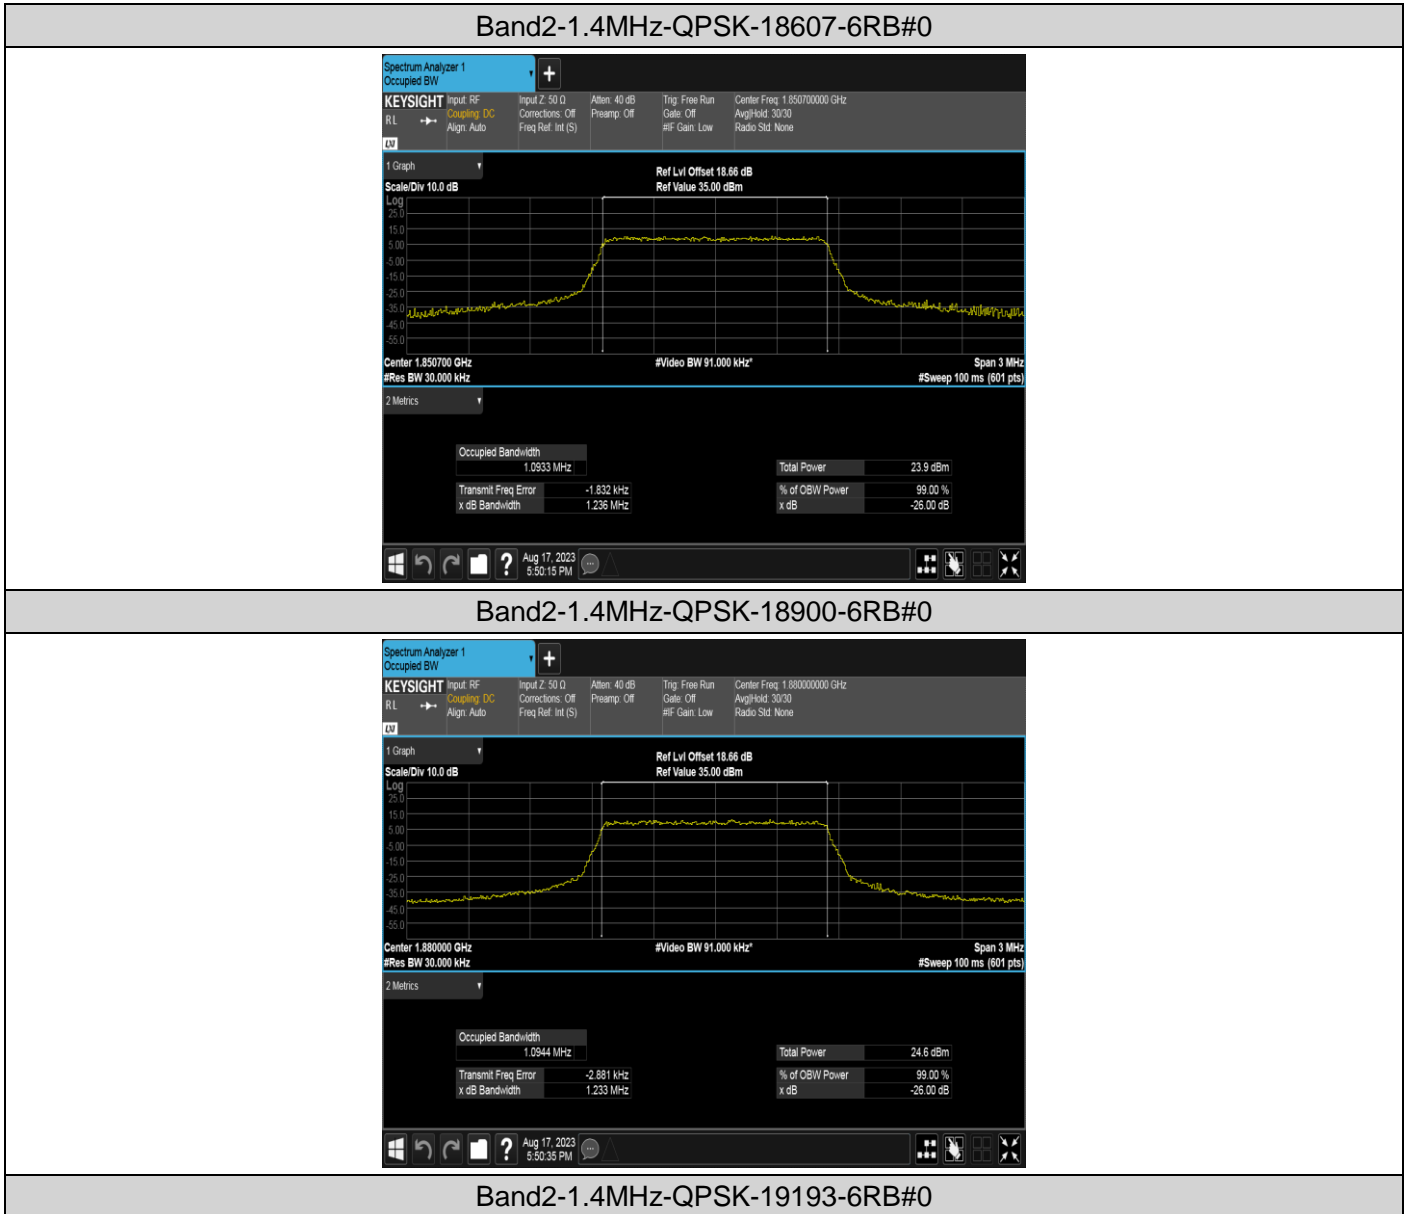 Band2-1.4MHz-QPSK-18607-6RB#0
Spectrum Analyzer 1
Occupied BW
KEYSIGHT
RL
LXI
Input: RF
Coupling: DC
Align: Auto
Input Z: 50 Ω
Corrections: Off
Freq Ref: Int (S)
Atten: 40 dB
Preamp: Off
Trig: Free Run
Gate: Off
#IF Gain: Low
Center Freq: 1.850700000 GHz
Avg|Hold: 30/30
Radio Std: None
1 Graph
Scale/Div 10.0 dB
Ref Lvl Offset 18.66 dB
Ref Value 35.00 dBm
Log
25.0
15.0
5.00
-5.00
-15.0
-25.0
-35.0
-45.0
-55.0
Center 1.850700 GHz
#Res BW 30.000 kHz
#Video BW 91.000 kHz*
Span 3 MHz
#Sweep 100 ms (601 pts)
2 Metrics
Occupied Bandwidth
1.0933 MHz
Transmit Freq Error -1.832 kHz
x dB Bandwidth 1.236 MHz
Total Power 23.9 dBm
% of OBW Power 99.00 %
x dB -26.00 dB
Aug 17, 2023
5:50:15 PM
Band2-1.4MHz-QPSK-18900-6RB#0
Spectrum Analyzer 1
Occupied BW
KEYSIGHT
RL
LXI
Input: RF
Coupling: DC
Align: Auto
Input Z: 50 Ω
Corrections: Off
Freq Ref: Int (S)
Atten: 40 dB
Preamp: Off
Trig: Free Run
Gate: Off
#IF Gain: Low
Center Freq: 1.880000000 GHz
Avg|Hold: 30/30
Radio Std: None
1 Graph
Scale/Div 10.0 dB
Ref Lvl Offset 18.66 dB
Ref Value 35.00 dBm
Log
25.0
15.0
5.00
-5.00
-15.0
-25.0
-35.0
-45.0
-55.0
Center 1.880000 GHz
#Res BW 30.000 kHz
#Video BW 91.000 kHz*
Span 3 MHz
#Sweep 100 ms (601 pts)
2 Metrics
Occupied Bandwidth
1.0944 MHz
Transmit Freq Error -2.881 kHz
x dB Bandwidth 1.233 MHz
Total Power 24.6 dBm
% of OBW Power 99.00 %
x dB -26.00 dB
Aug 17, 2023
5:50:35 PM
Band2-1.4MHz-QPSK-19193-6RB#0